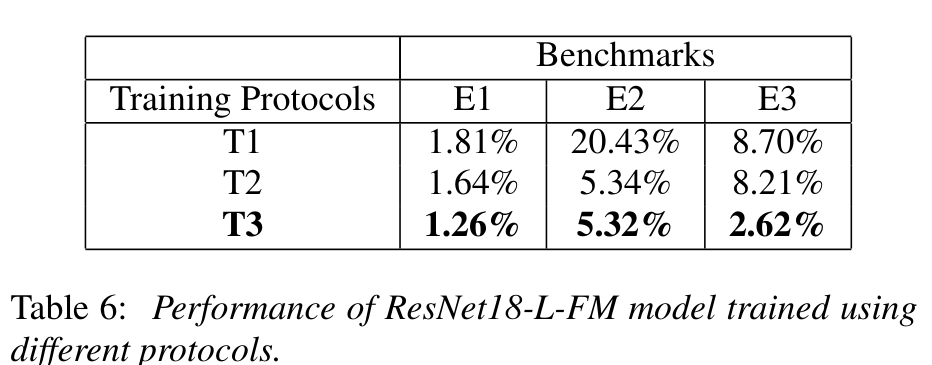 Benchmarks
Training Protocols E1 E2 E3
T1 1.81% 20.43% 8.70%
T2 1.64% 5.34% 8.21%
T3 1.26% 5.32% 2.62%
Table 6: Performance of ResNet18-L-FM model trained using
different protocols.